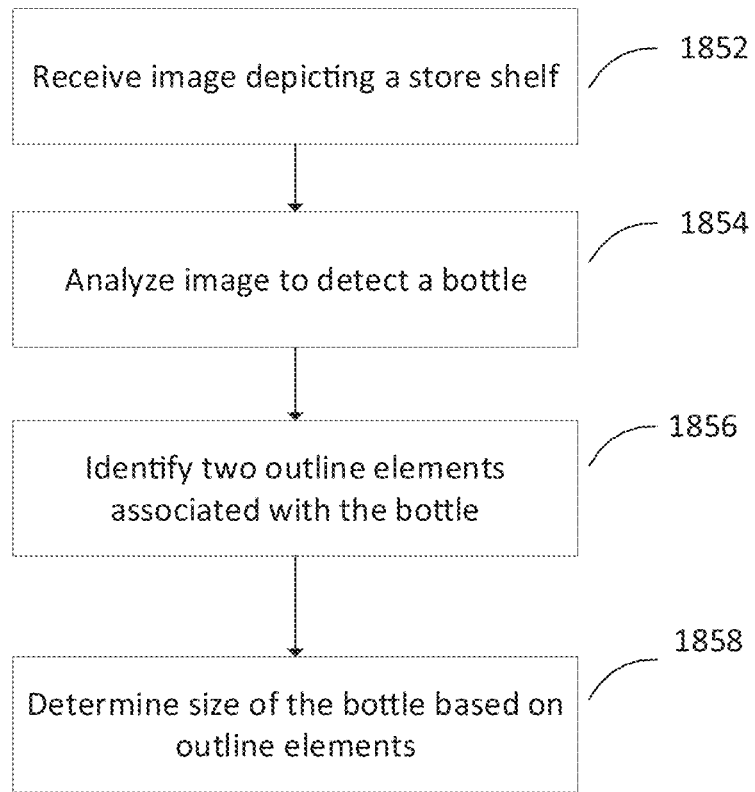 Receive image depicting a store shelf
1852
Analyze image to detect a bottle
1854
Identify two outline elements
associated with the bottle
1856
Determine size of the bottle based on
outline elements
1858